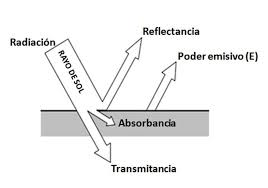 Reflectancia
Radiación
Poder emisivo (E)
RAYO DE SOL
Absorbancia
Transmitancia